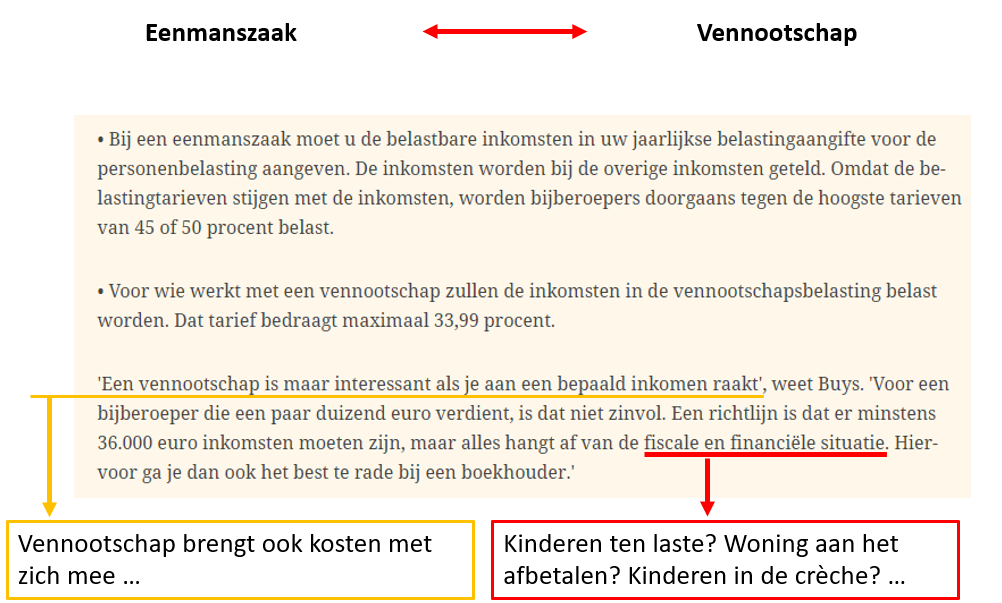 Eenmanszaak
Vennootschap
• Bij een eenmanszaak moet u de belastbare inkomsten in uw jaarlijkse belastingaangifte voor de
personenbelasting aangeven. De inkomsten worden bij de overige inkomsten geteld. Omdat de be-
lastingtarieven stijgen met de inkomsten, worden bijberoepers doorgaans tegen de hoogste tarieven
van 45 of 50 procent belast.
• Voor wie werkt met een vennootschap zullen de inkomsten in de vennootschapsbelasting belast
worden. Dat tarief bedraagt maximaal 33,99 procent.
'Een vennootschap is maar interessant als je aan een bepaald inkomen raakt', weet Buys. 'Voor een
bijberoeper die een paar duizend euro verdient, is dat niet zinvol. Een richtlijn is dat er minstens
36.000 euro inkomsten moeten zijn, maar alles hangt af van de fiscale en financiële situatie. Hier-
voor ga je dan ook het best te rade bij een boekhouder.'
Vennootschap brengt ook kosten met
zich mee …
Kinderen ten laste? Woning aan het
afbetalen? Kinderen in de crèche? …